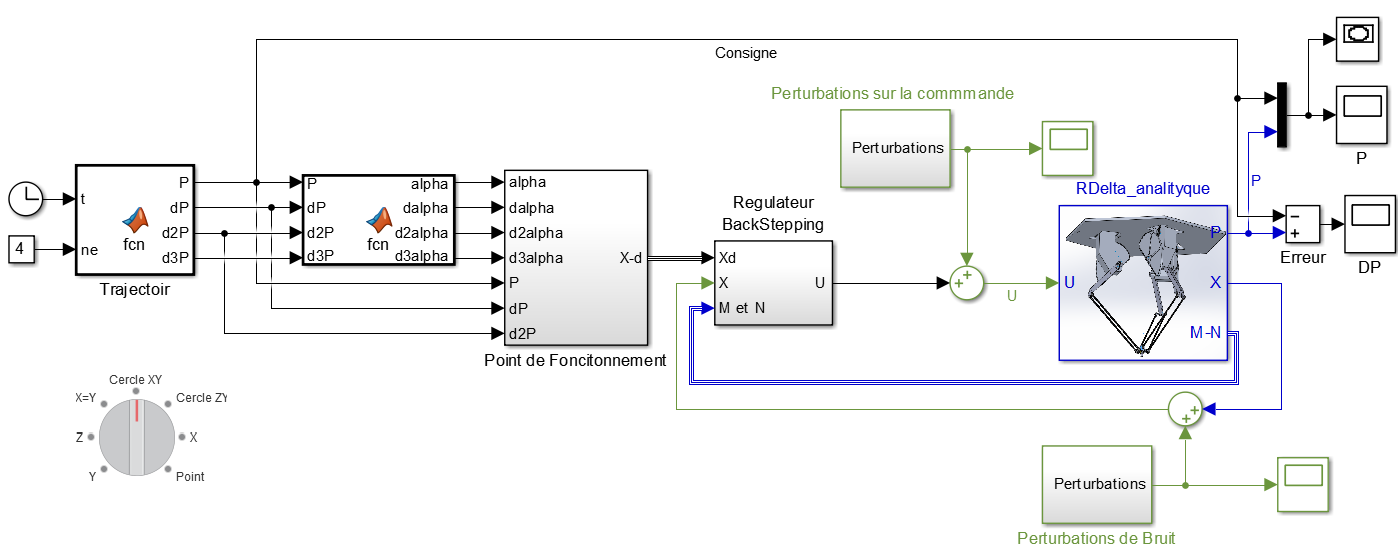 Consigne
Perturbations sur la commmande
Perturbations
P
t
ne
4
fcn
P
dP
d2P
d3P
Trajectoir
P
dP
d2P
d3P
fcn
alpha
dalpha
d2alpha
d3alpha
alpha
dalpha
d2alpha
d3alpha
P
dP
d2P
X-d
Point de Foncitonnement
Regulateur
BackStepping
Xd
X
M et N
U
U
RDelta_analityque
U
P
X
M-N
P
Erreur
DP
Cercle XY
X=Y
Cercle ZY
Z
X
Y
Point
Perturbations
Perturbations de Bruit